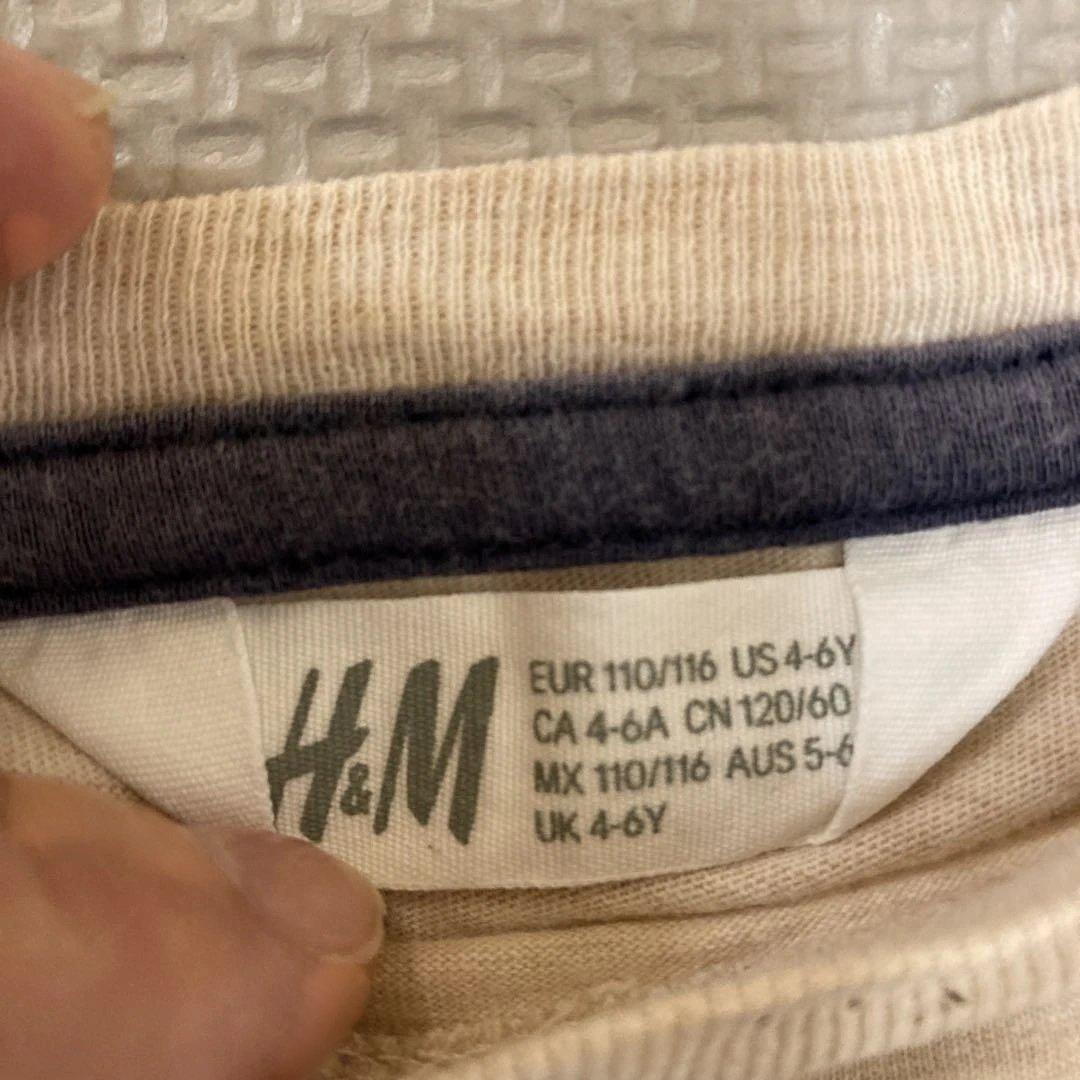 H&M
EUR 110/116 US 4-6Y
CA 4-6A CN 120/60
MX 110/116 AUS 5-6
UK 4-6Y